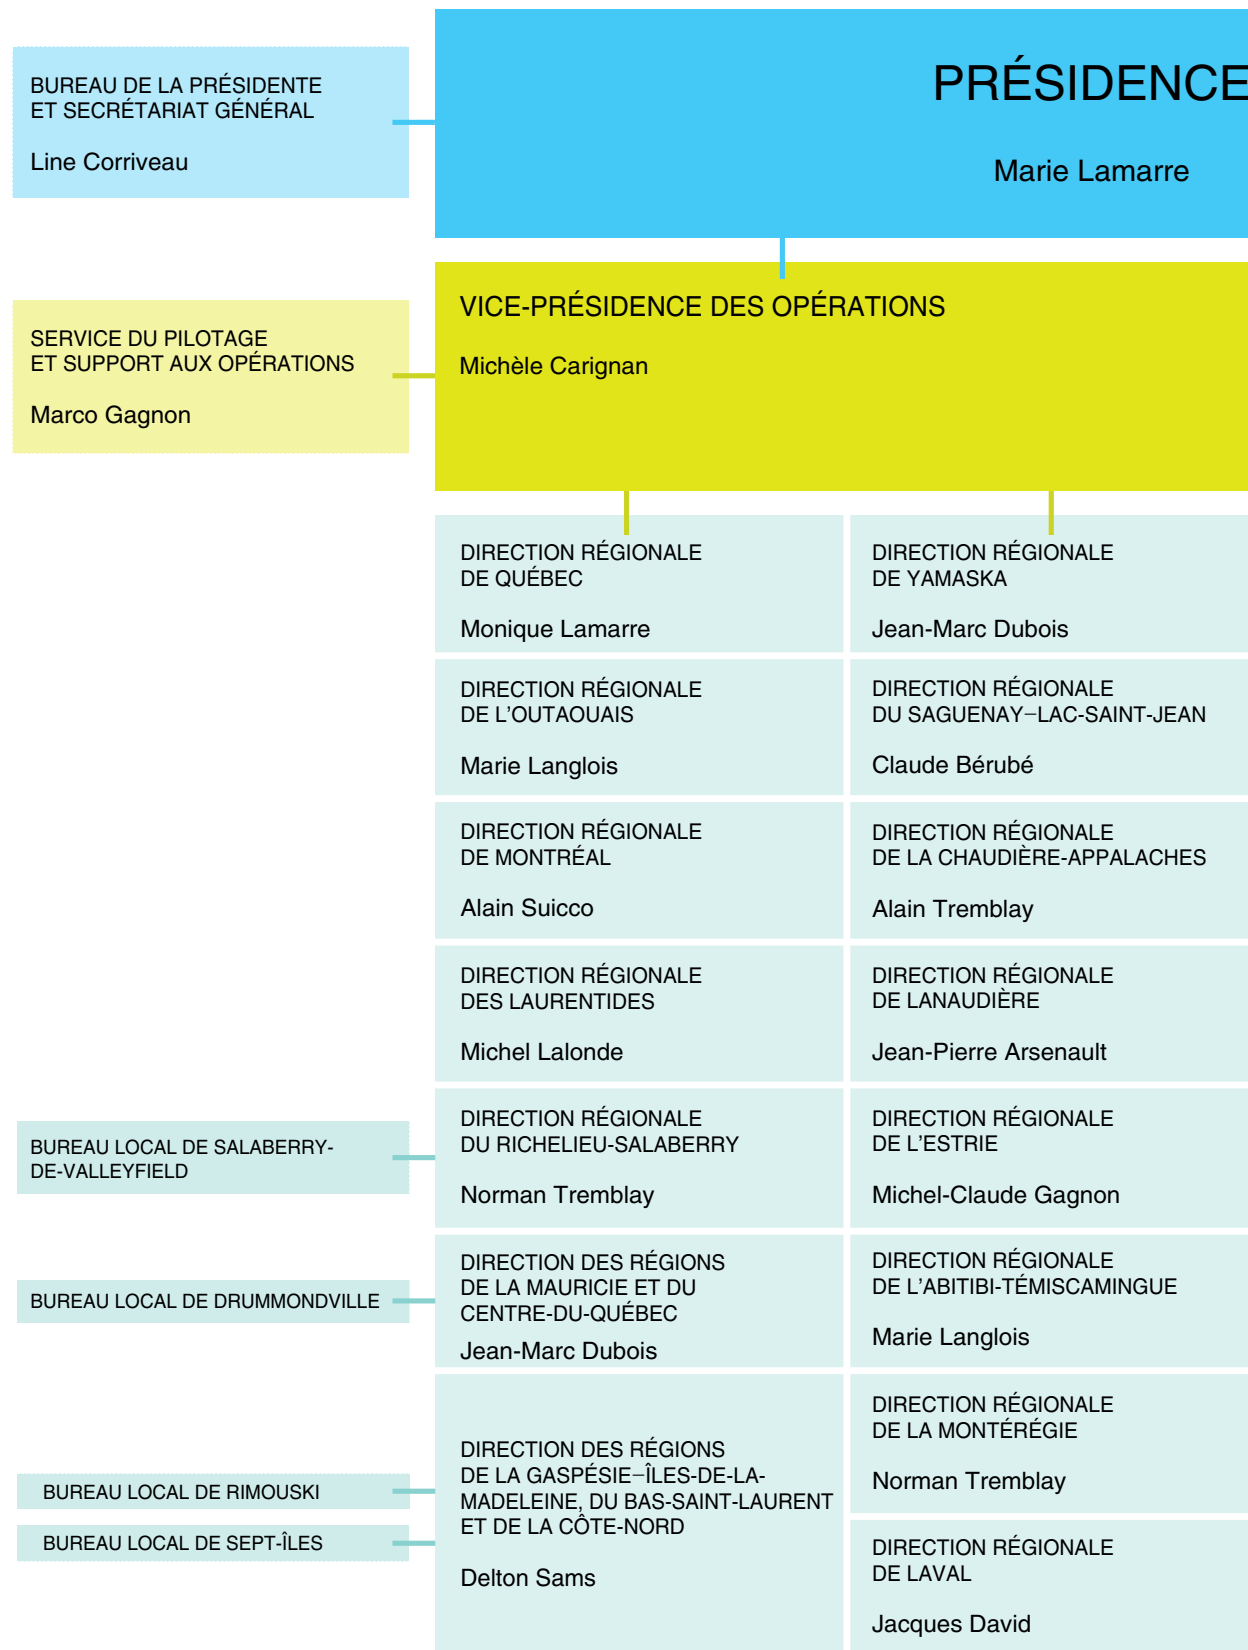 BUREAU DE LA PRÉSIDENTE
ET SECRÉTARIAT GÉNÉRAL
Line Corriveau
PRÉSIDENCE
Marie Lamarre
SERVICE DU PILOTAGE
ET SUPPORT AUX OPÉRATIONS
Marco Gagnon
VICE-PRÉSIDENCE DES OPÉRATIONS
Michèle Carignan
DIRECTION RÉGIONALE
DE QUÉBEC
Monique Lamarre
DIRECTION RÉGIONALE
DE YAMASKA
Jean-Marc Dubois
DIRECTION RÉGIONALE
DE L'OUTAOUAIS
Marie Langlois
DIRECTION RÉGIONALE
DU SAGUENAY–LAC-SAINT-JEAN
Claude Bérubé
DIRECTION RÉGIONALE
DE MONTRÉAL
Alain Suicco
DIRECTION RÉGIONALE
DE LA CHAUDIÈRE-APPALACHES
Alain Tremblay
DIRECTION RÉGIONALE
DES LAURENTIDES
Michel Lalonde
DIRECTION RÉGIONALE
DE LANAUDIÈRE
Jean-Pierre Arsenault
BUREAU LOCAL DE SALABERRY-
DE-VALLEYFIELD
DIRECTION RÉGIONALE
DU RICHELIEU-SALABERRY
Norman Tremblay
DIRECTION RÉGIONALE
DE L'ESTRIE
Michel-Claude Gagnon
BUREAU LOCAL DE DRUMMONDVILLE
DIRECTION DES RÉGIONS
DE LA MAURICIE ET DU
CENTRE-DU-QUÉBEC
Jean-Marc Dubois
DIRECTION RÉGIONALE
DE L'ABITIBI-TÉMISCAMINGUE
Marie Langlois
BUREAU LOCAL DE RIMOUSKI
BUREAU LOCAL DE SEPT-ÎLES
DIRECTION DES RÉGIONS
DE LA GASPÉSIE–ÎLES-DE-LA-
MADELEINE, DU BAS-SAINT-LAURENT
ET DE LA CÔTE-NORD
Delton Sams
DIRECTION RÉGIONALE
DE LA MONTÉRÉGIE
Norman Tremblay
DIRECTION RÉGIONALE
DE LAVAL
Jacques David